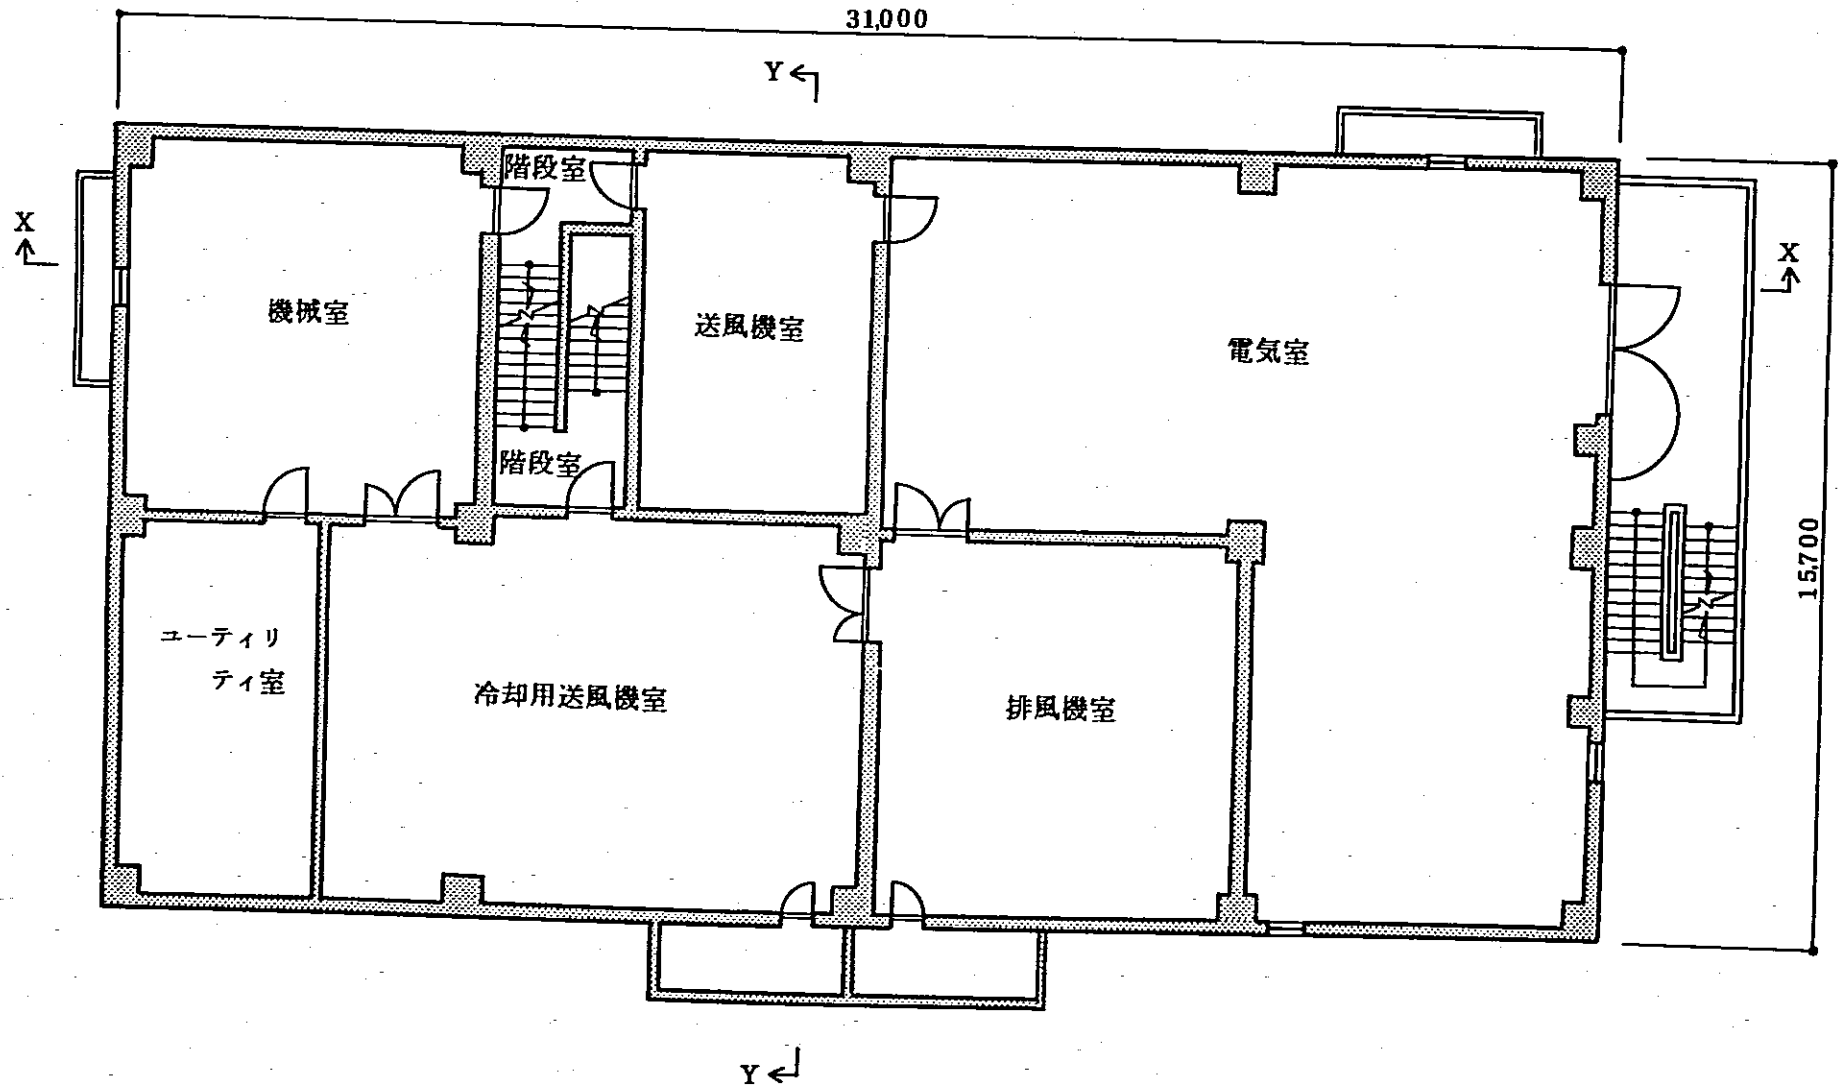 31,000
Y
階段室
X
X
機械室
送風機室
電気室
階段室
15,700
ユーティリ
ティ室
冷却用送風機室
排風機室
Y